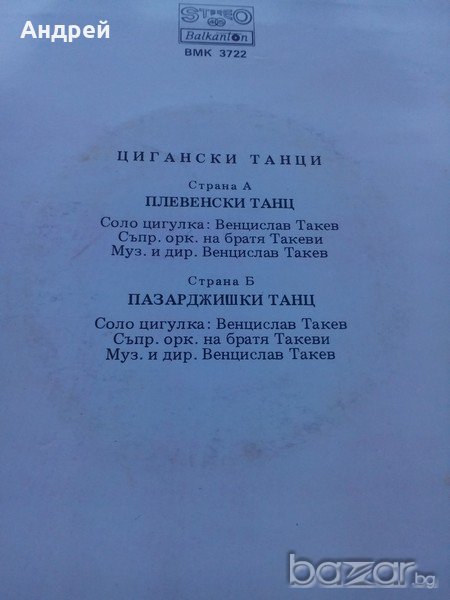 Андрей
STEREO
Balkanton
ВМК 3722
ЦИГАНСКИ ТАНЦИ
Страна А
ПЛЕВЕНСКИ ТАНЦ
Соло цигулка: Венцислав Такев
Съпр. орк. на братя Такеви
Муз. и дир. Венцислав Такев
Страна Б
ПАЗАРДЖИШКИ ТАНЦ
Соло цигулка: Венцислав Такев
Съпр. орк. на братя Такеви
Муз. и дир. Венцислав Такев
bazar.bg